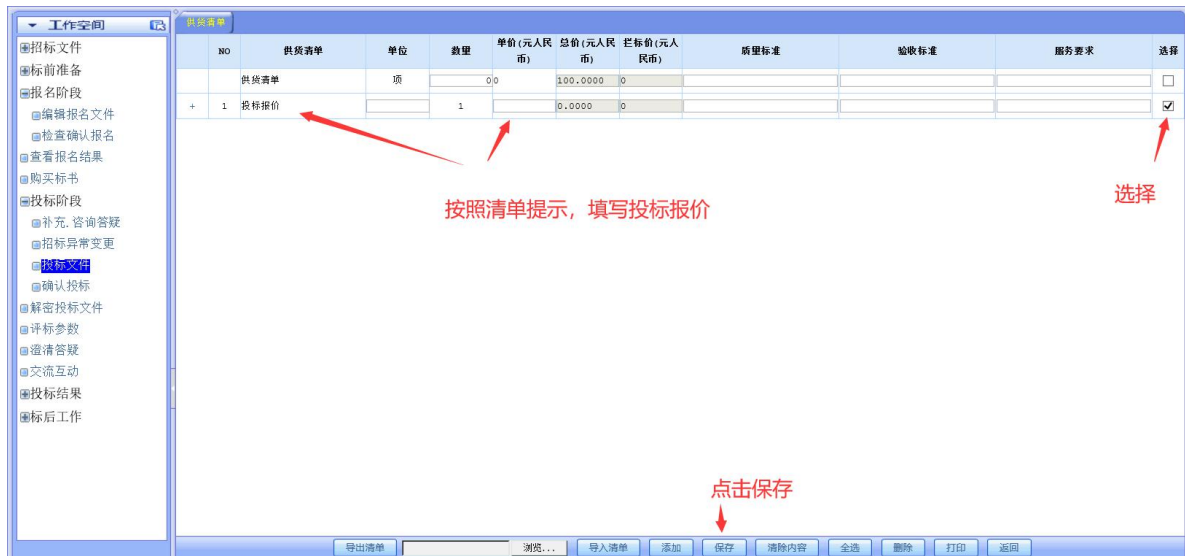 工作空间
招标文件
标前准备
报名阶段
编辑报名文件
检查确认报名
查看报名结果
购买标书
投标阶段
补充.咨询答疑
招标异常变更
投标文件
确认投标
解密投标文件
评标参数
澄清答疑
交流互动
投标结果
标后工作
供货清单
NO 供货清单 单位 数量 单价(元人民币) 总价(元人民币) 拦标价(元人民币) 质量标准 验收标准 服务要求 选择
供货清单 项 0 0 100.0000 0
+ 1 投标报价 1 0.0000 0
按照清单提示，填写投标报价
选择
点击保存
导出清单 浏览... 导入清单 添加 保存 清除内容 全选 删除 打印 返回